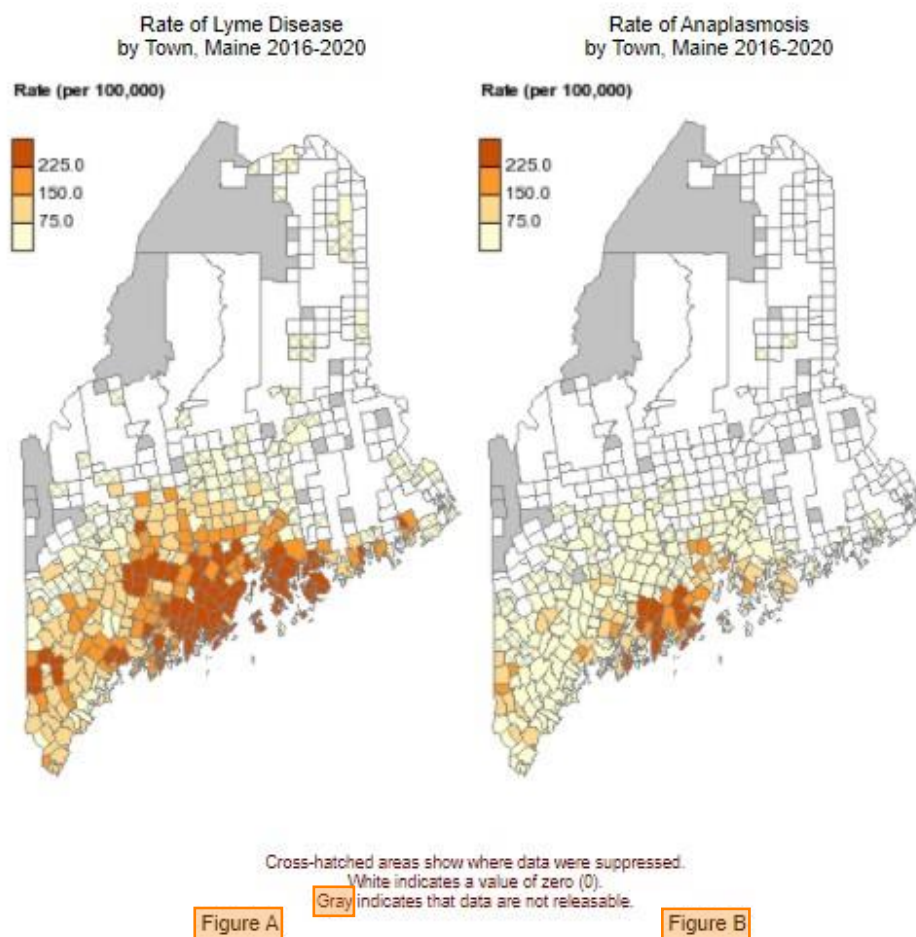 Rate of Lyme Disease
by Town, Maine 2016-2020
Rate (per 100,000)
225.0
150.0
75.0
Rate of Anaplasmosis
by Town, Maine 2016-2020
Rate (per 100,000)
225.0
150.0
75.0
Cross-hatched areas show where data were suppressed.
White indicates a value of zero (0).
Gray indicates that data are not releasable.
Figure A
Figure B